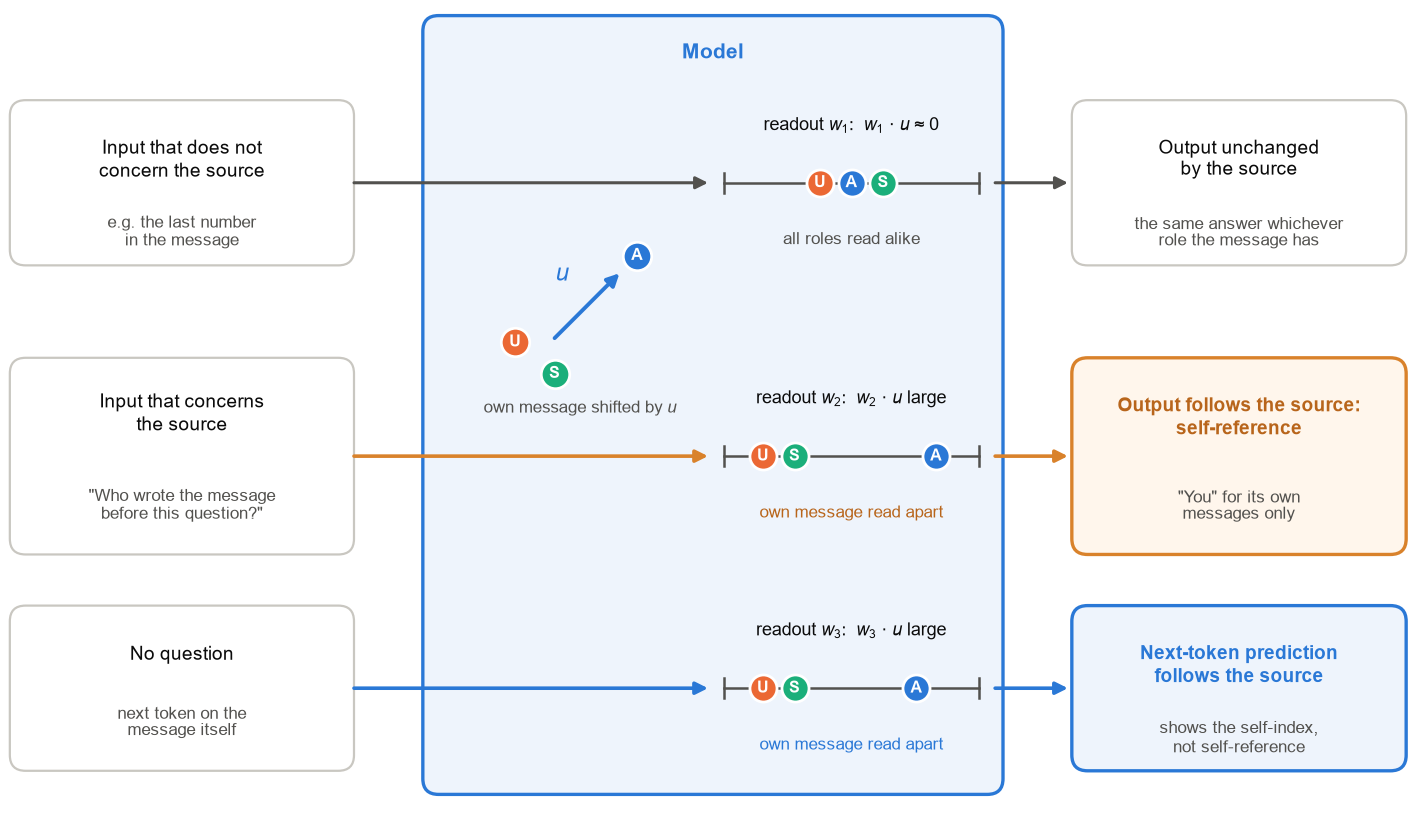 Model
Input that does not
concern the source
e.g. the last number
in the message
readout w₁: w₁ · u ≈ 0
U A S
all roles read alike
Output unchanged
by the source
the same answer whichever
role the message has
u
A
U
S
own message shifted by u
Input that concerns
the source
"Who wrote the message
before this question?"
readout w₂: w₂ · u large
U S A
own message read apart
Output follows the source:
self-reference
"You" for its own
messages only
No question
next token on the
message itself
readout w₃: w₃ · u large
U S A
own message read apart
Next-token prediction
follows the source
shows the self-index,
not self-reference